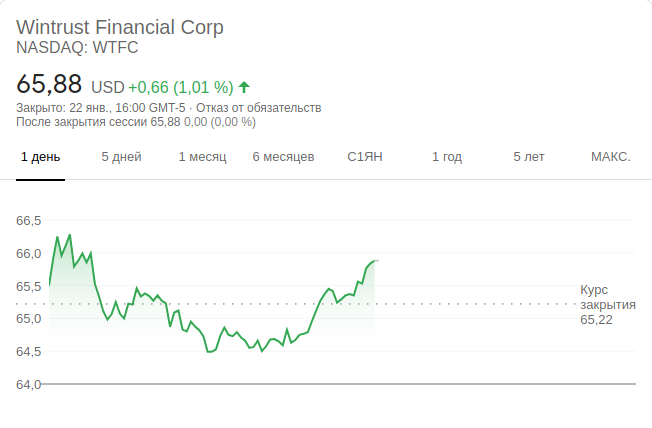 Wintrust Financial Corp
NASDAQ: WTFC
65,88 USD +0,66 (1,01 %)
Закрыто: 22 янв., 16:00 GMT-5 · Отказ от обязательств
После закрытия сессии 65,88 0,00 (0,00 %)
1 день 5 дней 1 месяц 6 месяцев С1ЯН 1 год 5 лет МАКС.
66,5
66,0
65,5
65,0
64,5
64,0
Курс
закрытия
65,22